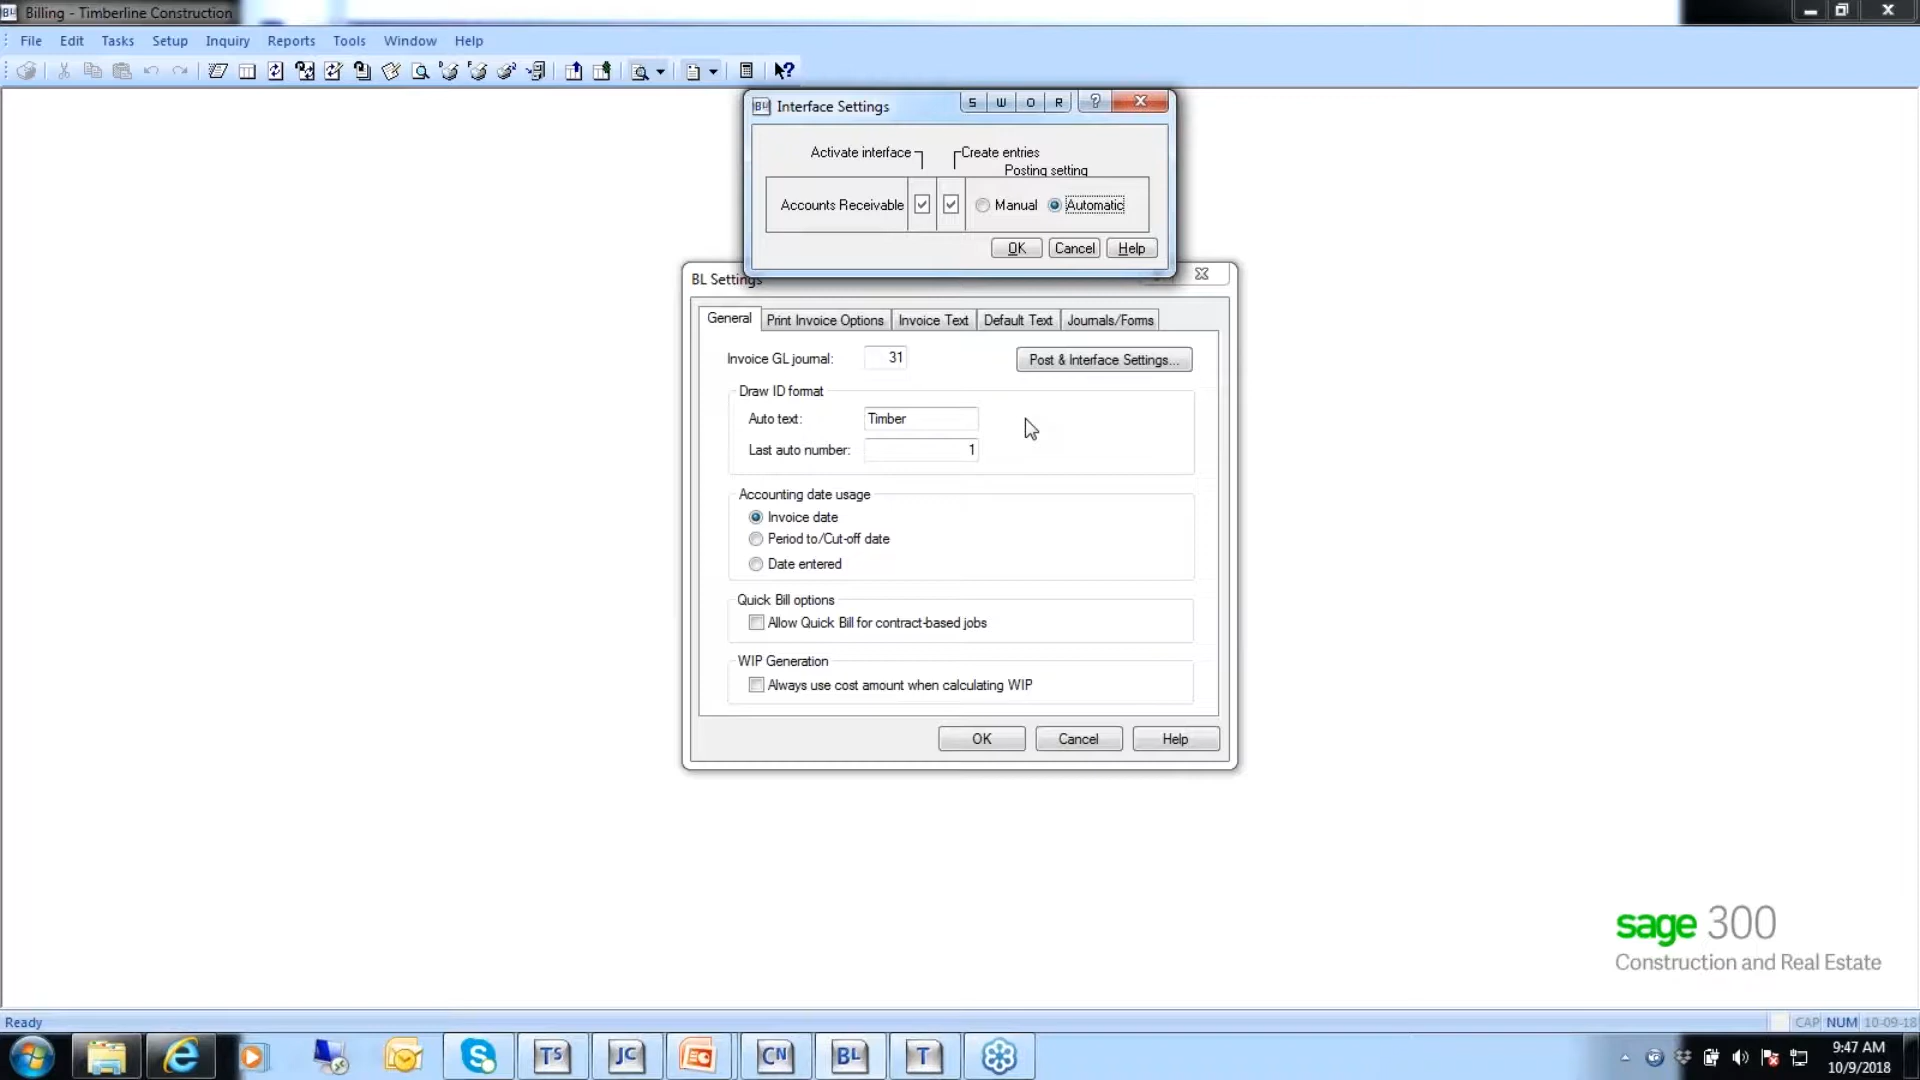 BL Billing - Timberline Construction
File Edit Tasks Setup Inquiry Reports Tools Window Help
BL Interface Settings S W O R ?
Activate interface Create entries
Posting setting
Accounts Receivable Manual Automatic
OK Cancel Help
BL Settings
General Print Invoice Options Invoice Text Default Text Journals/Forms
Invoice GL journal: 31 Post & Interface Settings...
Draw ID format
Auto text: Timber
Last auto number: 1
Accounting date usage
Invoice date
Period to/Cut-off date
Date entered
Quick Bill options
Allow Quick Bill for contract-based jobs
WIP Generation
Always use cost amount when calculating WIP
OK Cancel Help
sage 300
Construction and Real Estate
Ready CAP NUM 10-09-18
TS JC CN BL T
9:47 AM
10/9/2018